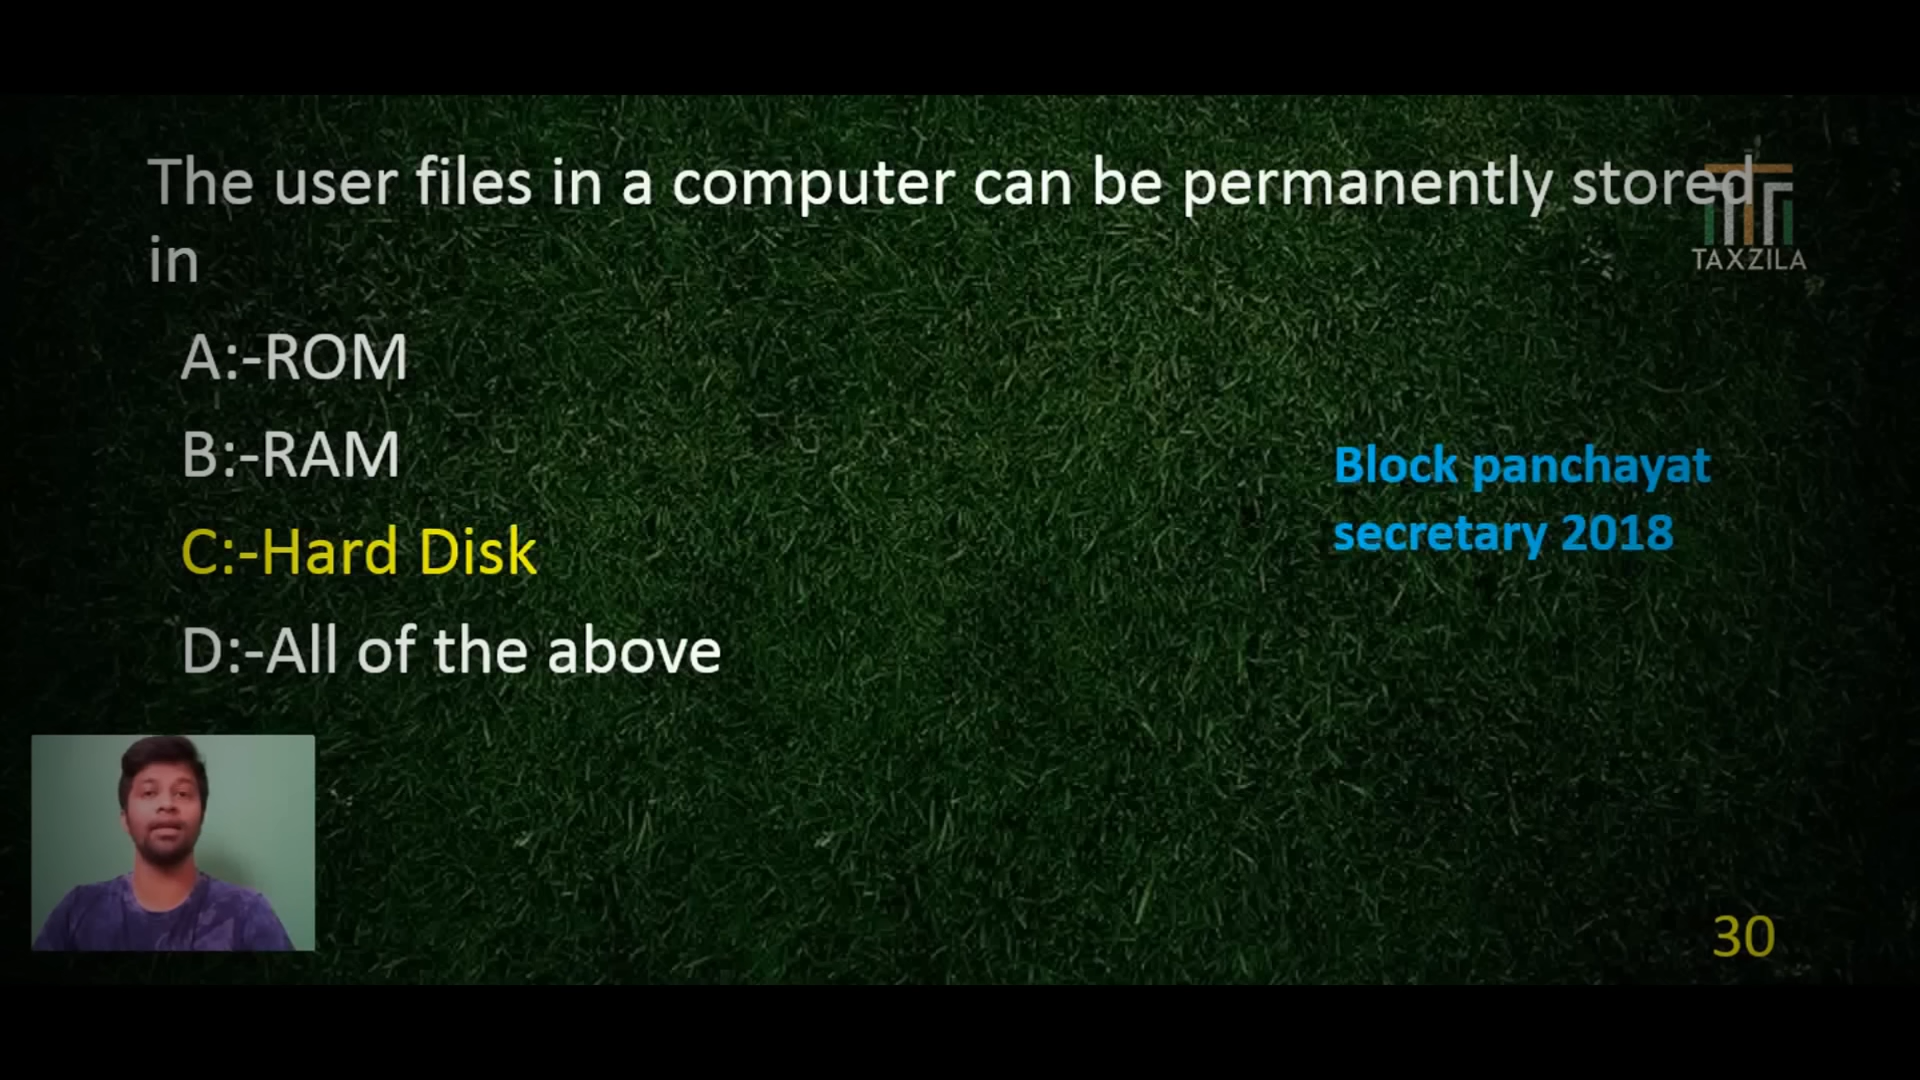 The user files in a computer can be permanently stored
in
TAXZILA
A:-ROM
B:-RAM
C:-Hard Disk
D:-All of the above
Block panchayat
secretary 2018
30